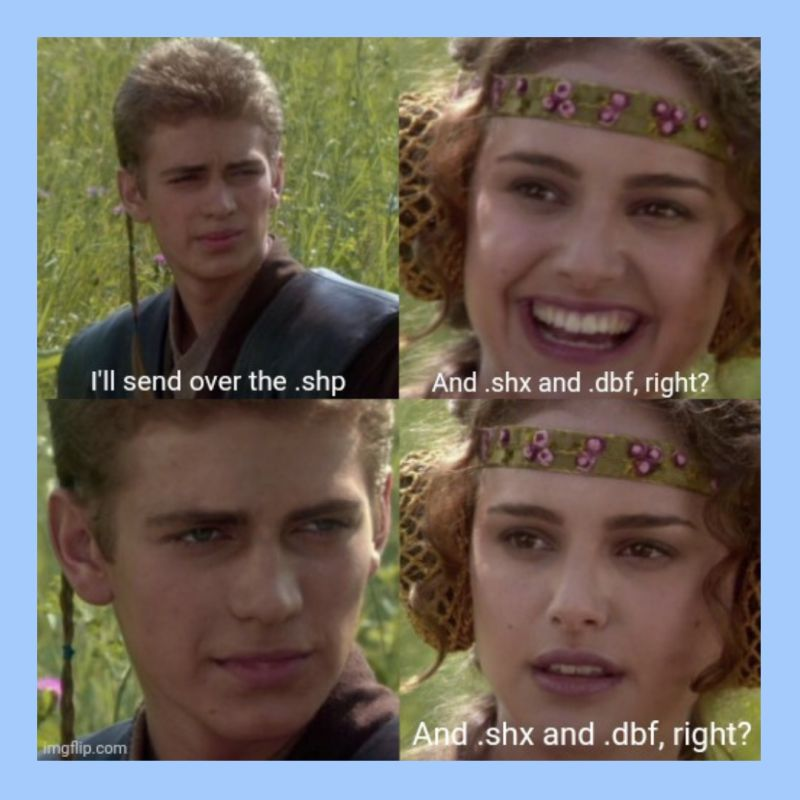 I'll send over the .shp
And .shx and .dbf, right?
And .shx and .dbf, right?
imgflip.com